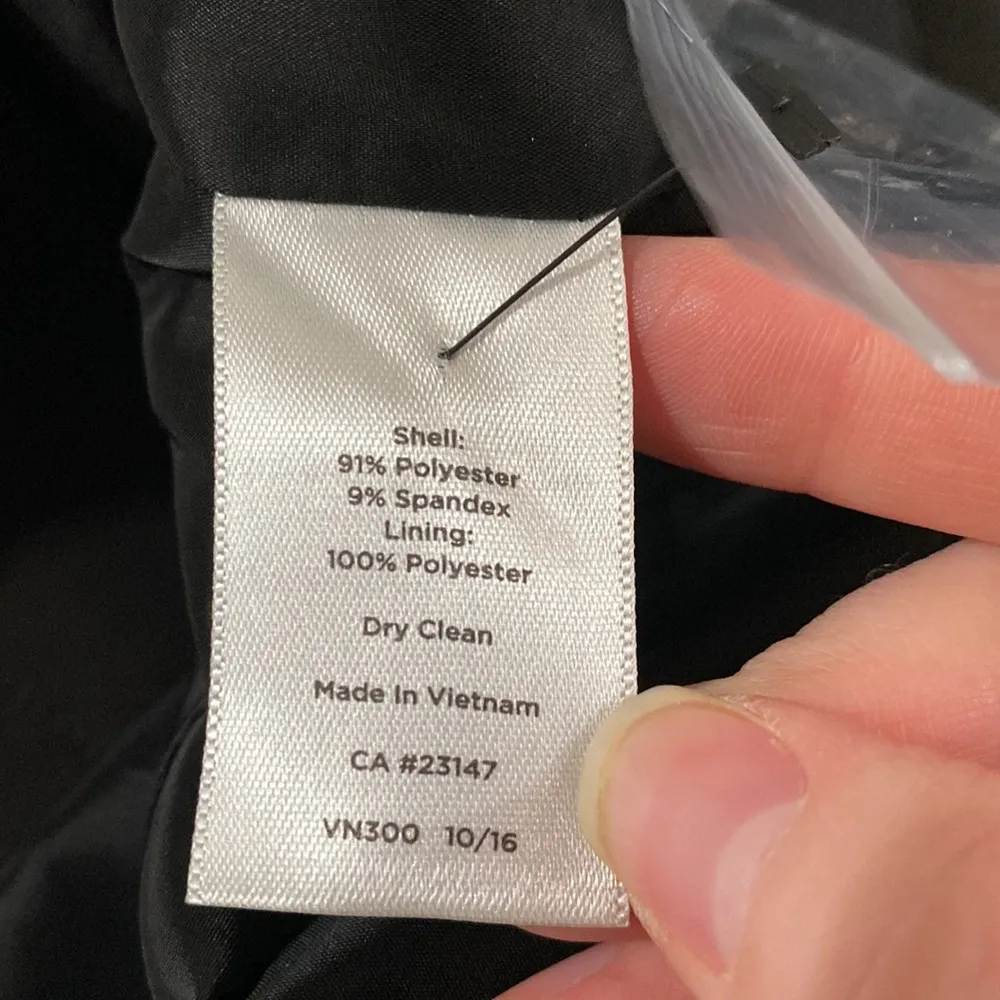 Shell:
91% Polyester
9% Spandex
Lining:
100% Polyester
Dry Clean
Made In Vietnam
CA #23147
VN300 10/16